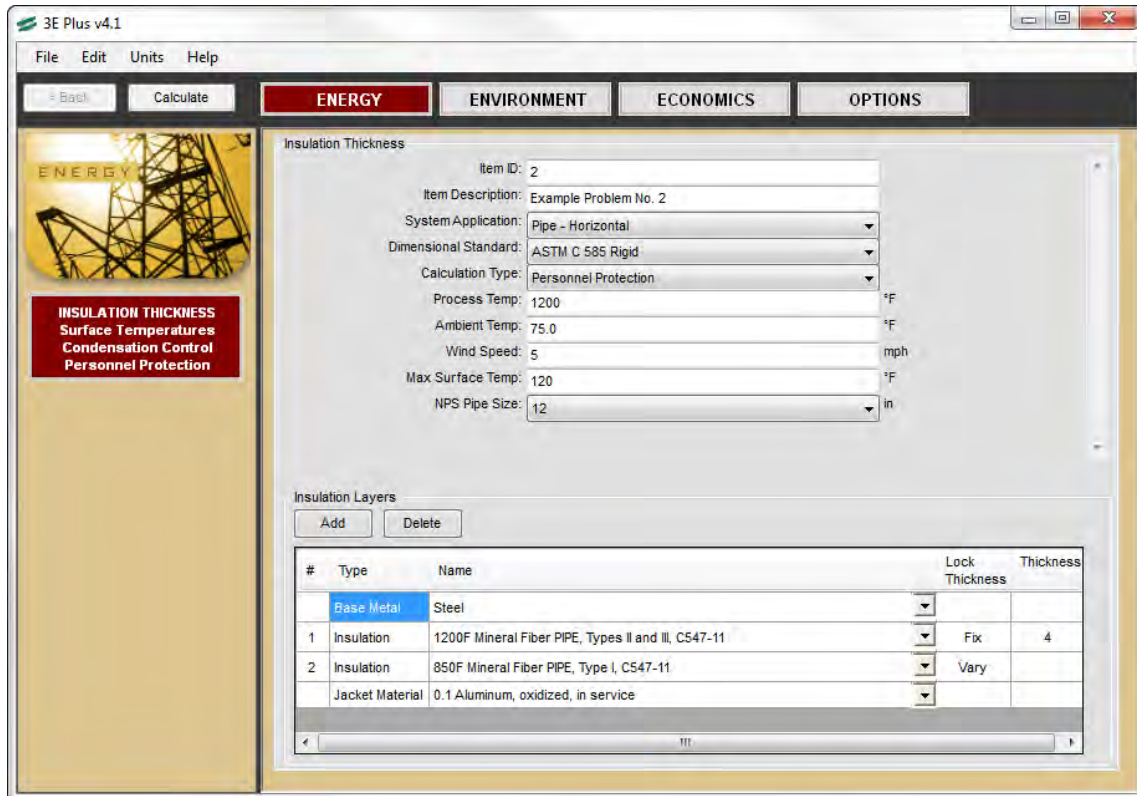 3E Plus v4.1
File Edit Units Help
< Back Calculate ENERGY ENVIRONMENT ECONOMICS OPTIONS
ENERGY
INSULATION THICKNESS
Surface Temperatures
Condensation Control
Personnel Protection
Insulation Thickness
Item ID: 2
Item Description: Example Problem No. 2
System Application: Pipe - Horizontal
Dimensional Standard: ASTM C 585 Rigid
Calculation Type: Personnel Protection
Process Temp: 1200 °F
Ambient Temp: 75.0 °F
Wind Speed: 5 mph
Max Surface Temp: 120 °F
NPS Pipe Size: 12 in
Insulation Layers
Add Delete
# Type Name Lock Thickness Thickness
Base Metal Steel
1 Insulation 1200F Mineral Fiber PIPE, Types II and III, C547-11 Fix 4
2 Insulation 850F Mineral Fiber PIPE, Type I, C547-11 Vary
Jacket Material 0.1 Aluminum, oxidized, in service